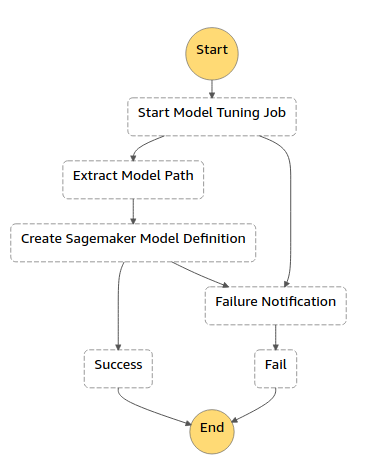 Start
Start Model Tuning Job
Extract Model Path
Create Sagemaker Model Definition
Failure Notification
Success
Fail
End